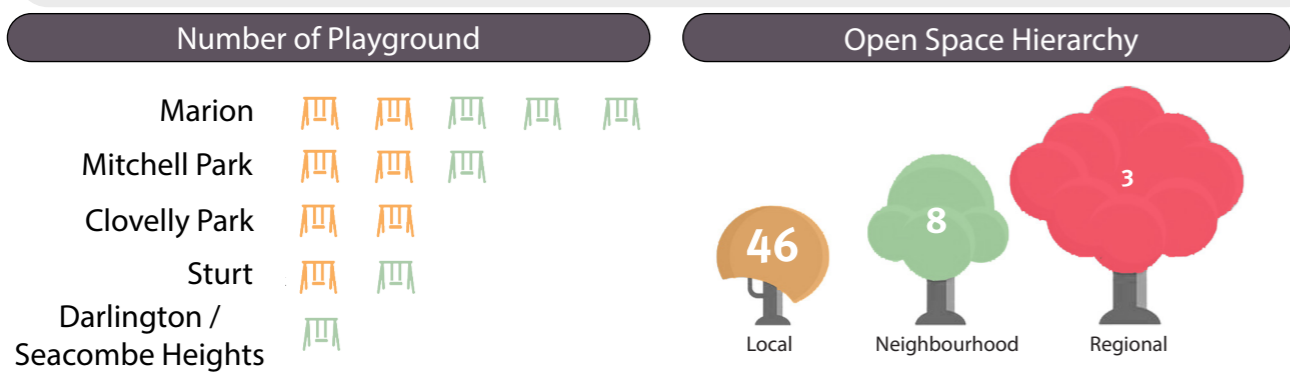 Number of Playground
Marion
Mitchell Park
Clovelly Park
Sturt
Darlington /
Seacombe Heights
Open Space Hierarchy
46
8
3
Local
Neighbourhood
Regional